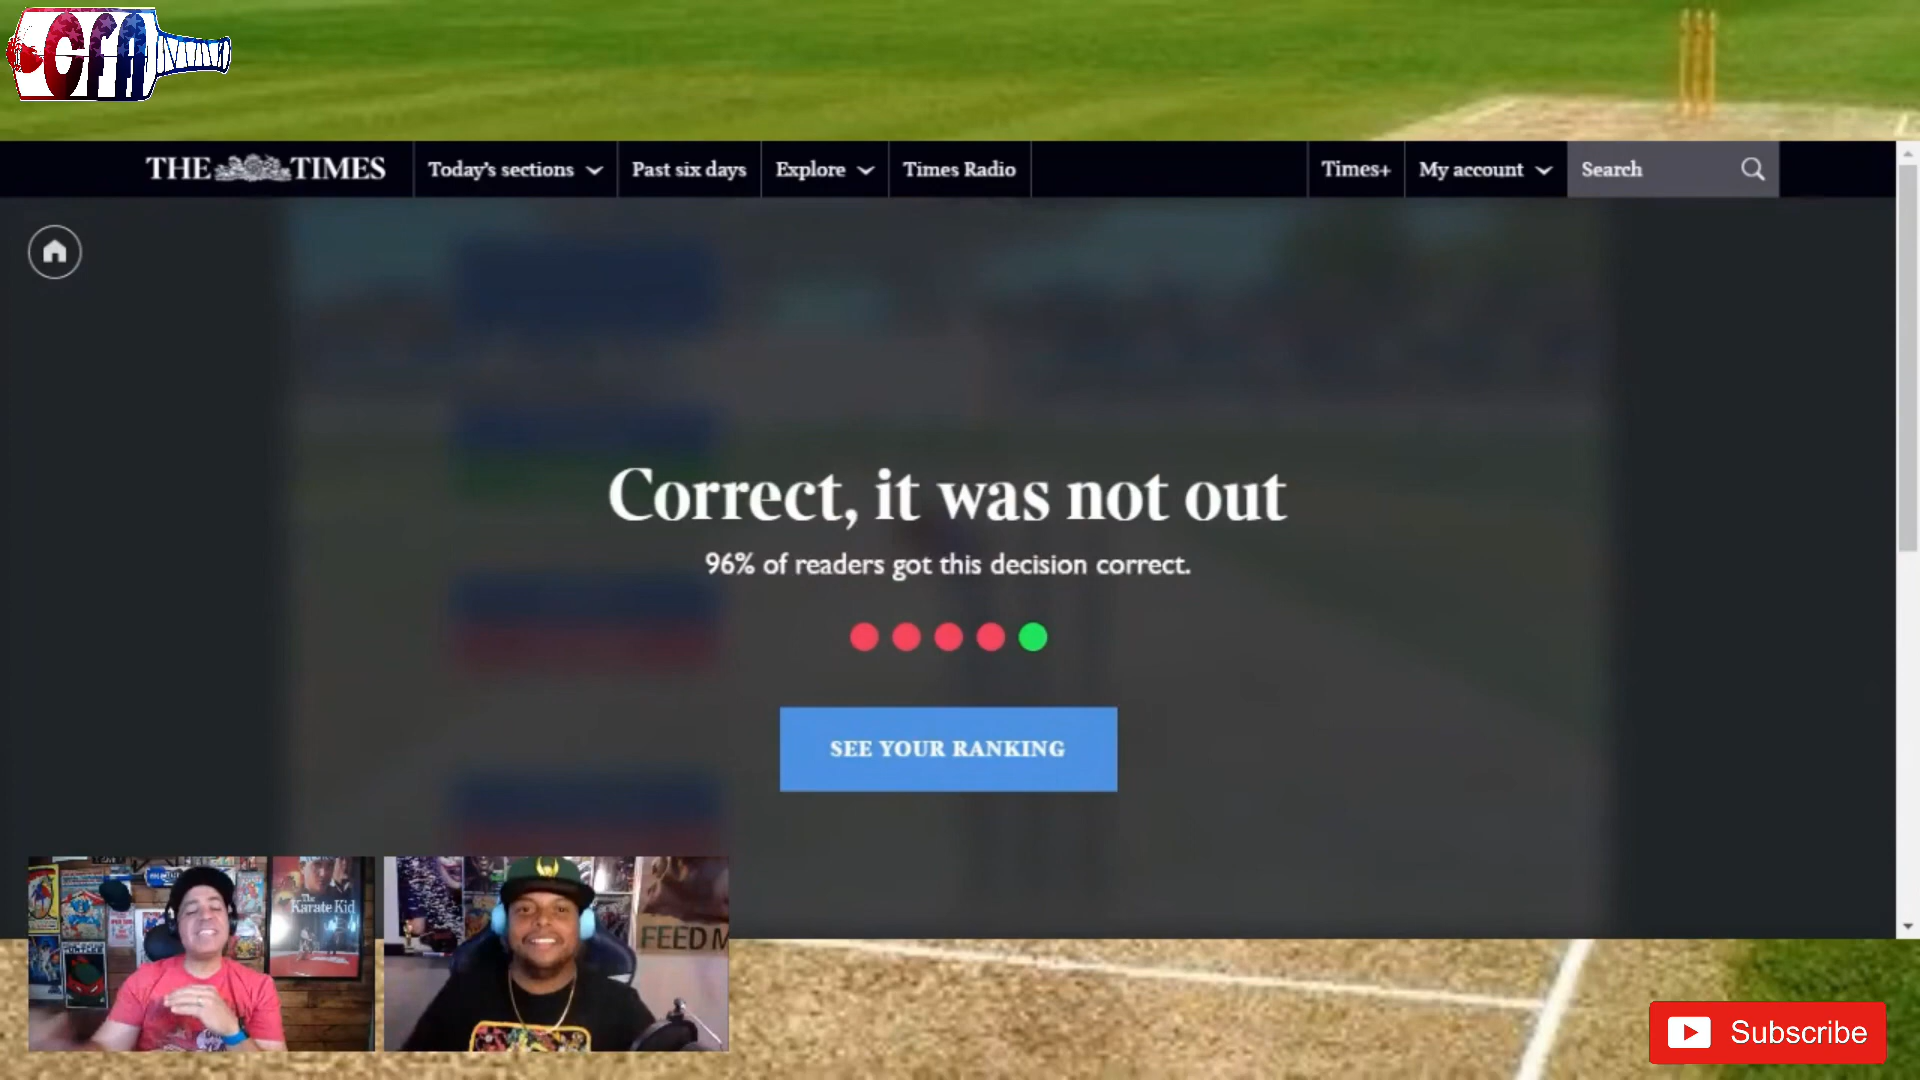 CFA
THE TIMES
Today's sections
Past six days
Explore
Times Radio
Times+
My account
Search
Correct, it was not out
96% of readers got this decision correct.
SEE YOUR RANKING
The
Karate Kid
FEED M
Subscribe